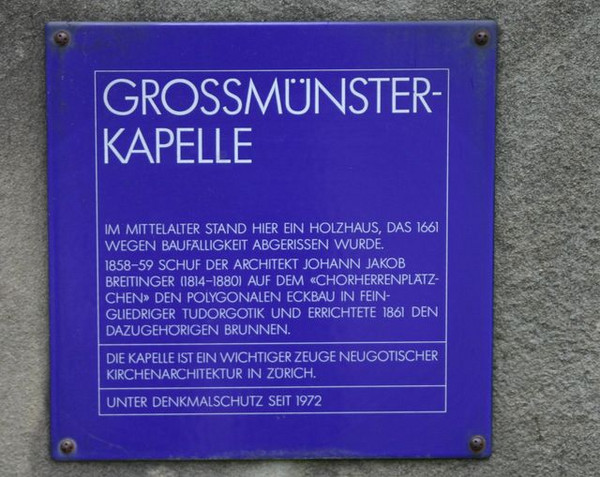 GROSSMÜNSTER-
KAPELLE
IM MITTELALTER STAND HIER EIN HOLZHAUS, DAS 1661
WEGEN BAUFÄLLIGKEIT ABGERISSEN WURDE.
1858–59 SCHUF DER ARCHITEKT JOHANN JAKOB
BREITINGER (1814–1880) AUF DEM «CHORHERRENPLÄTZ-
CHEN» DEN POLYGONALEN ECKBAU IN FEIN-
GLIEDRIGER TUDORGOTIK UND ERRICHTETE 1861 DEN
DAZUGEHÖRIGEN BRUNNEN.
DIE KAPELLE IST EIN WICHTIGER ZEUGE NEUGOTISCHER
KIRCHENARCHITEKTUR IN ZÜRICH.
UNTER DENKMALSCHUTZ SEIT 1972